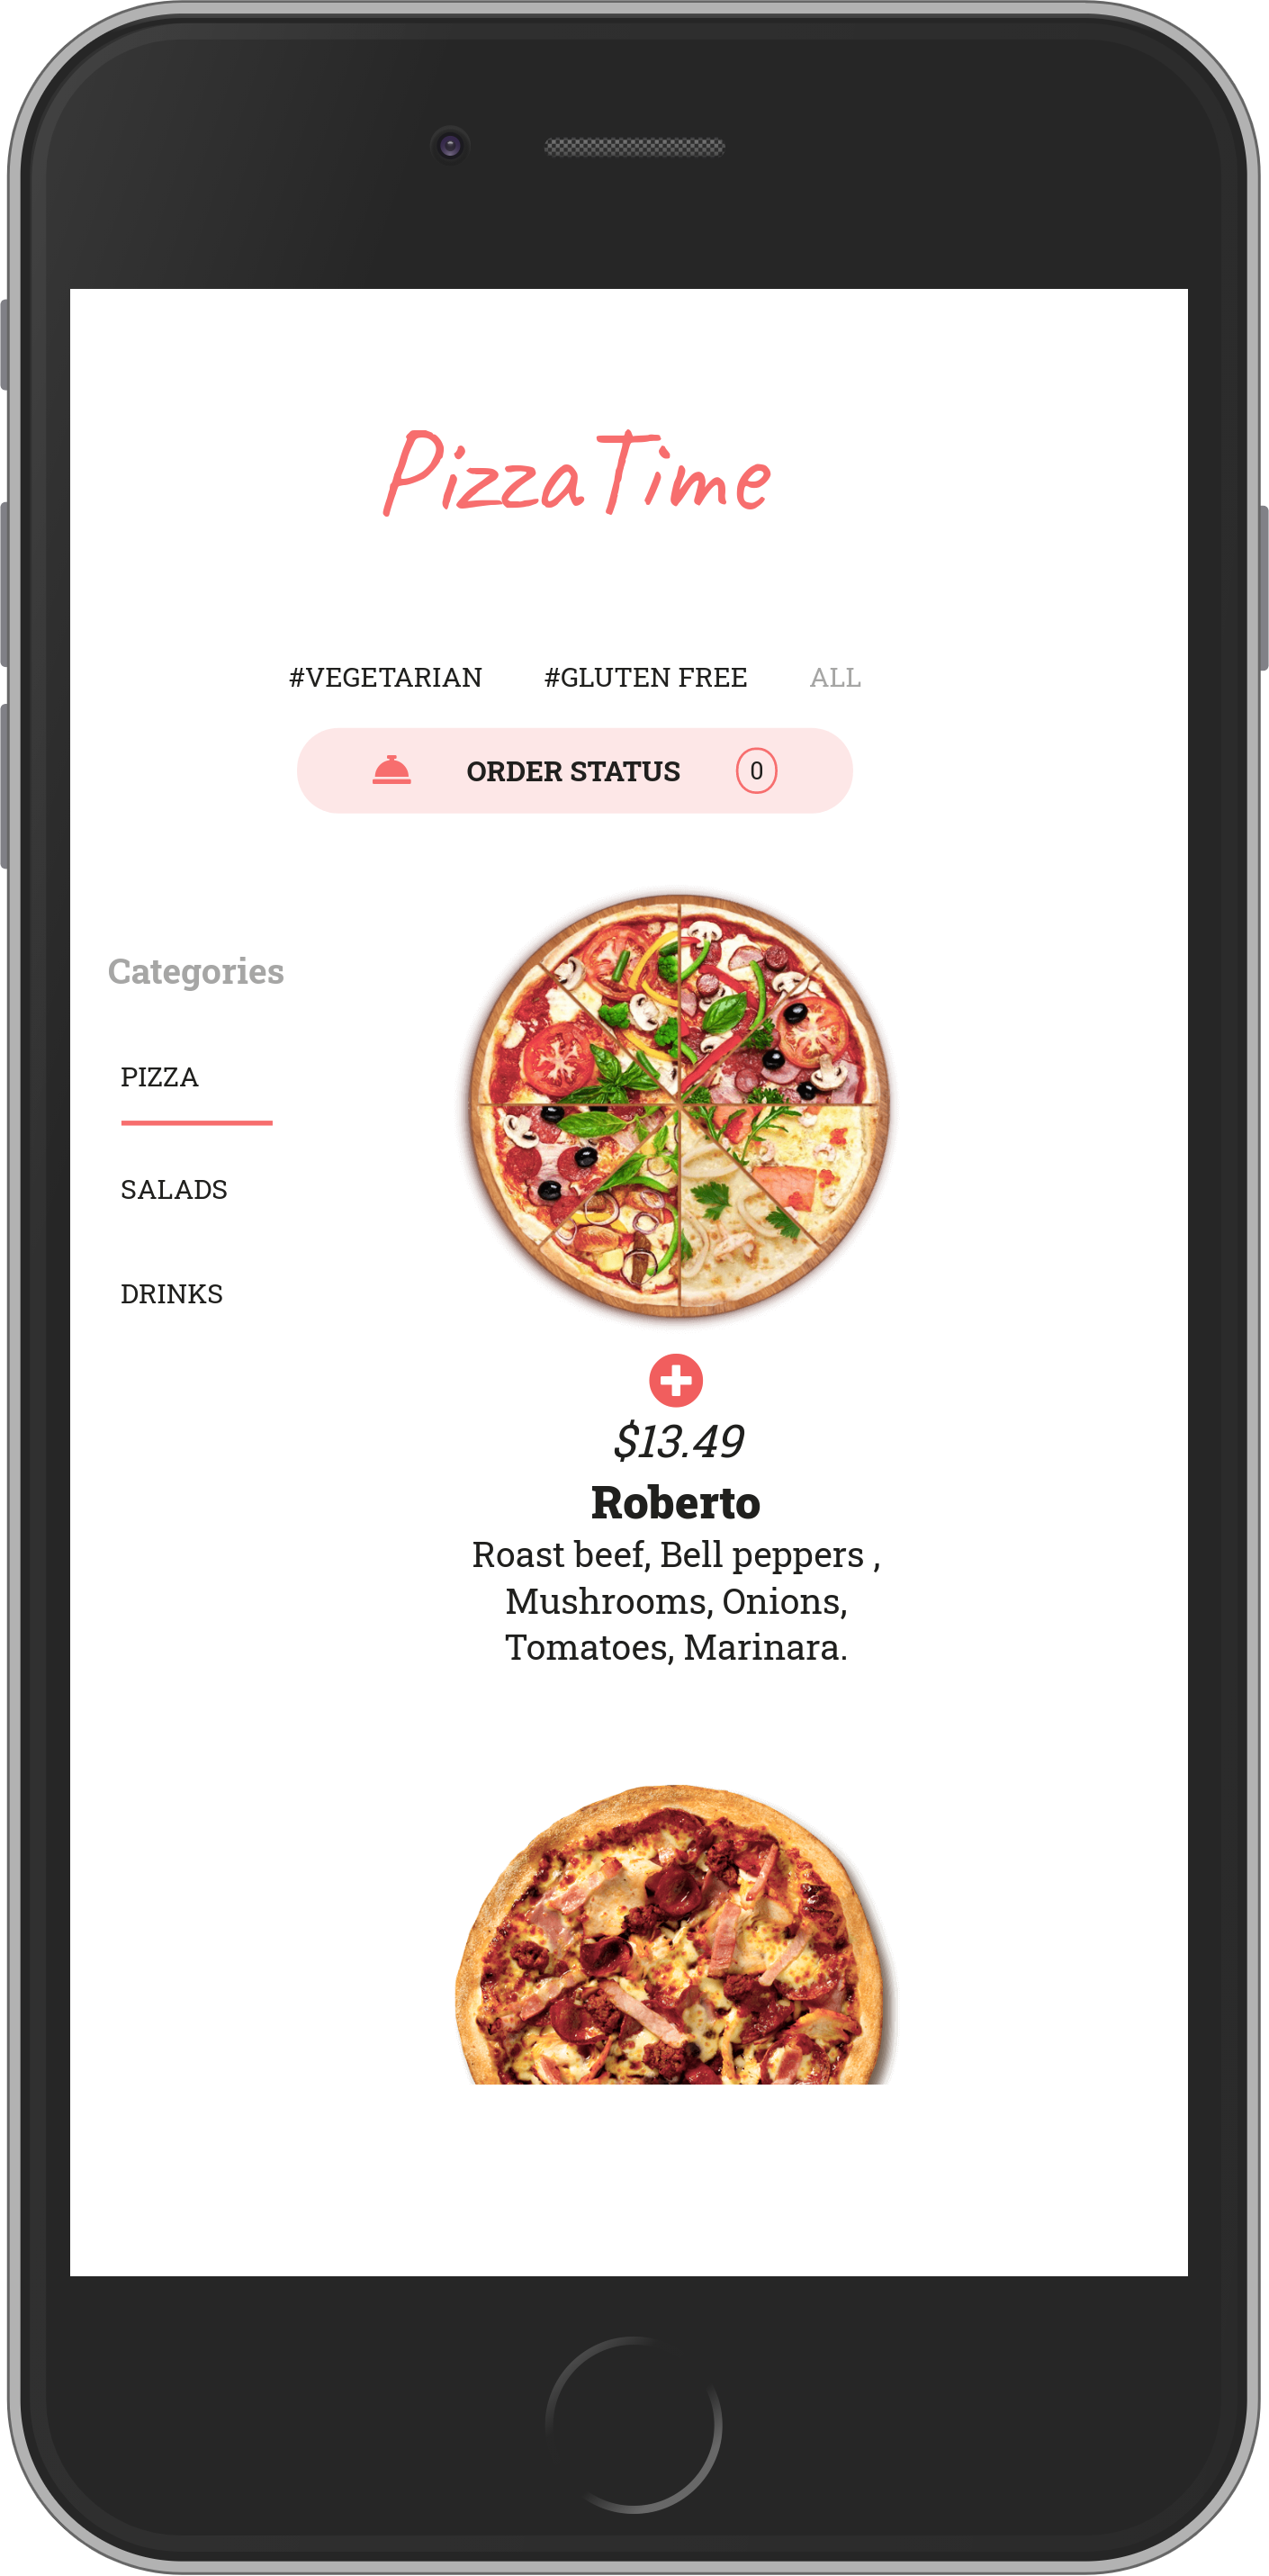 PizzaTime
#VEGETARIAN #GLUTEN FREE ALL
ORDER STATUS 0
Categories
PIZZA
SALADS
DRINKS
$13.49
Roberto
Roast beef, Bell peppers ,
Mushrooms, Onions,
Tomatoes, Marinara.